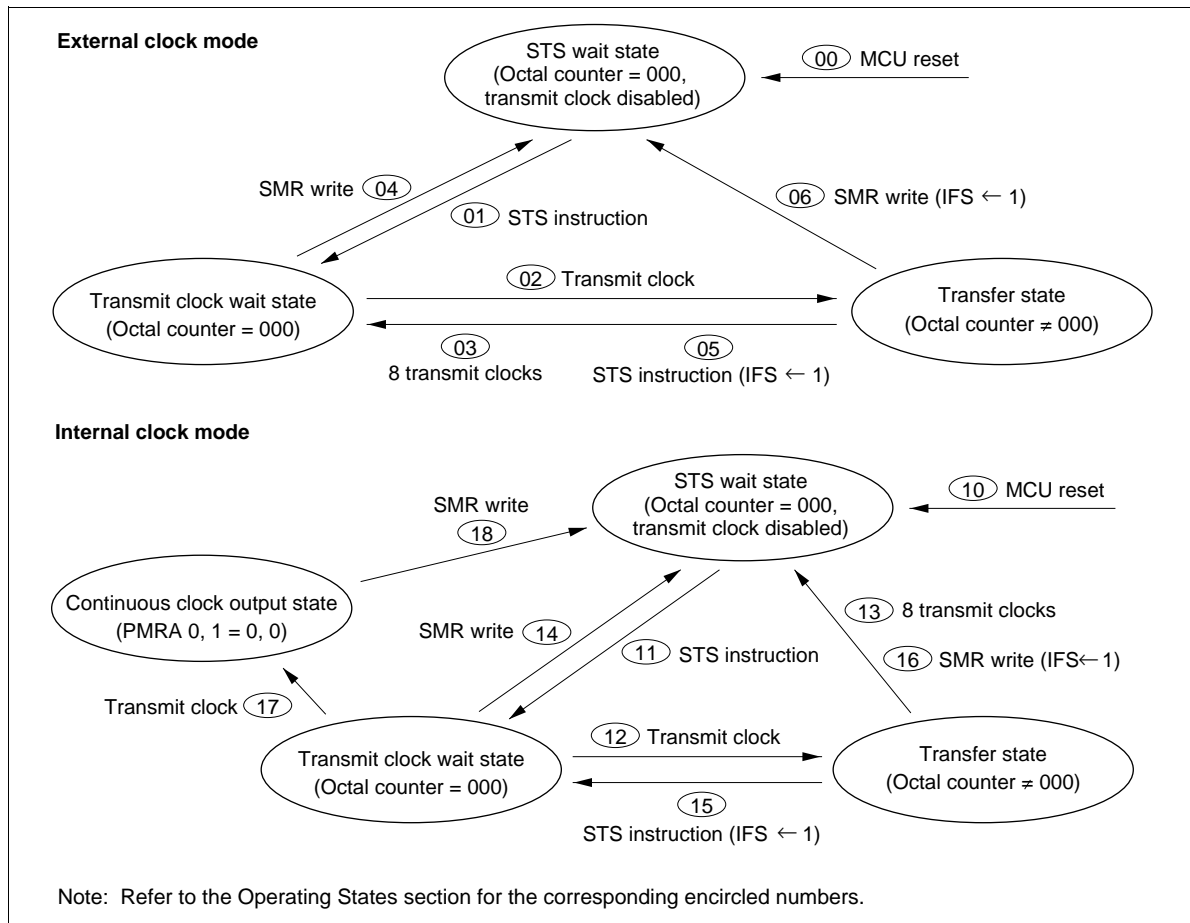 External clock mode
STS wait state
(Octal counter = 000,
transmit clock disabled)
00 MCU reset
SMR write 04
01 STS instruction
06 SMR write (IFS ← 1)
Transmit clock wait state
(Octal counter = 000)
02 Transmit clock
Transfer state
(Octal counter ≠ 000)
03
8 transmit clocks
05
STS instruction (IFS ← 1)
Internal clock mode
STS wait state
(Octal counter = 000,
transmit clock disabled)
10 MCU reset
SMR write
18
Continuous clock output state
(PMRA 0, 1 = 0, 0)
SMR write 14
11 STS instruction
13 8 transmit clocks
16 SMR write (IFS← 1)
Transmit clock 17
Transmit clock wait state
(Octal counter = 000)
12 Transmit clock
Transfer state
(Octal counter ≠ 000)
15
STS instruction (IFS ← 1)
Note: Refer to the Operating States section for the corresponding encircled numbers.